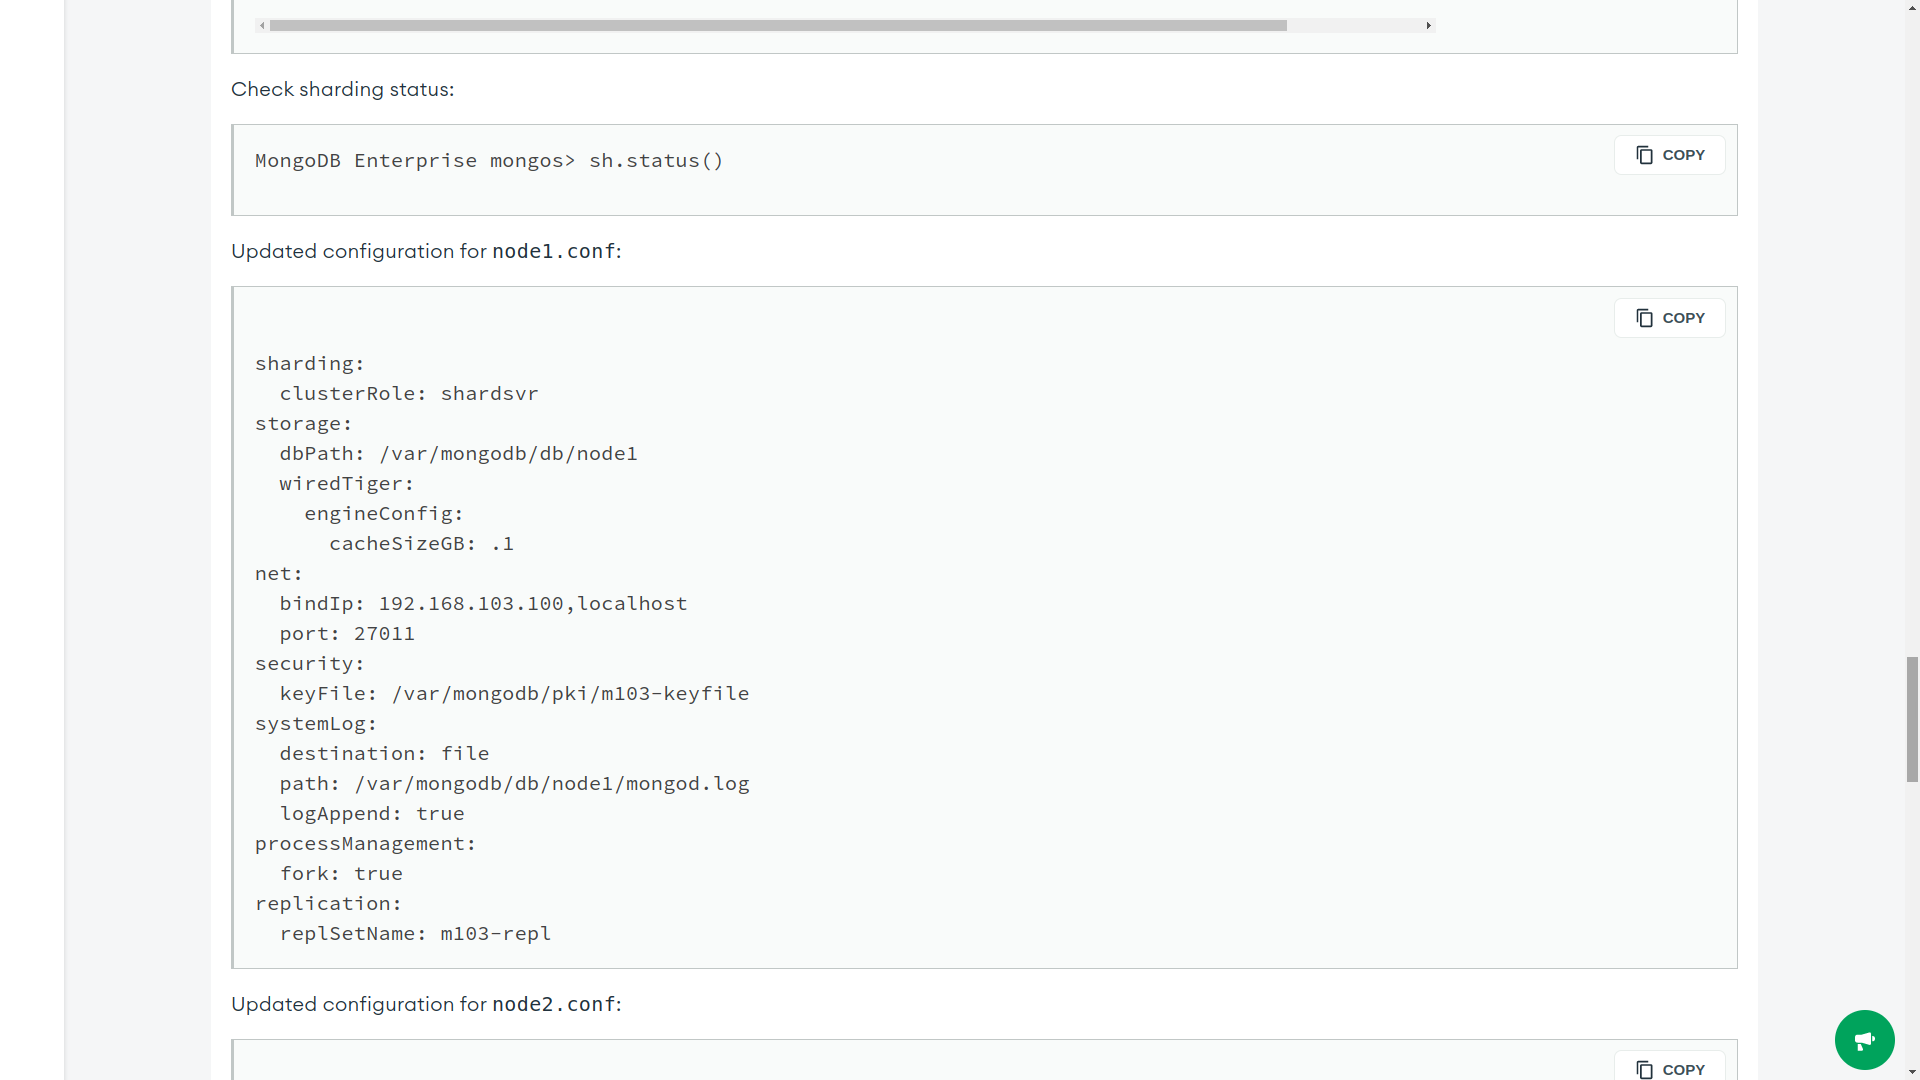 Check sharding status:
MongoDB Enterprise mongos> sh.status()
COPY
Updated configuration for node1.conf:
COPY
sharding:
  clusterRole: shardsvr
storage:
  dbPath: /var/mongodb/db/node1
  wiredTiger:
    engineConfig:
      cacheSizeGB: .1
net:
  bindIp: 192.168.103.100,localhost
  port: 27011
security:
  keyFile: /var/mongodb/pki/m103-keyfile
systemLog:
  destination: file
  path: /var/mongodb/db/node1/mongod.log
  logAppend: true
processManagement:
  fork: true
replication:
  replSetName: m103-repl
Updated configuration for node2.conf:
COPY